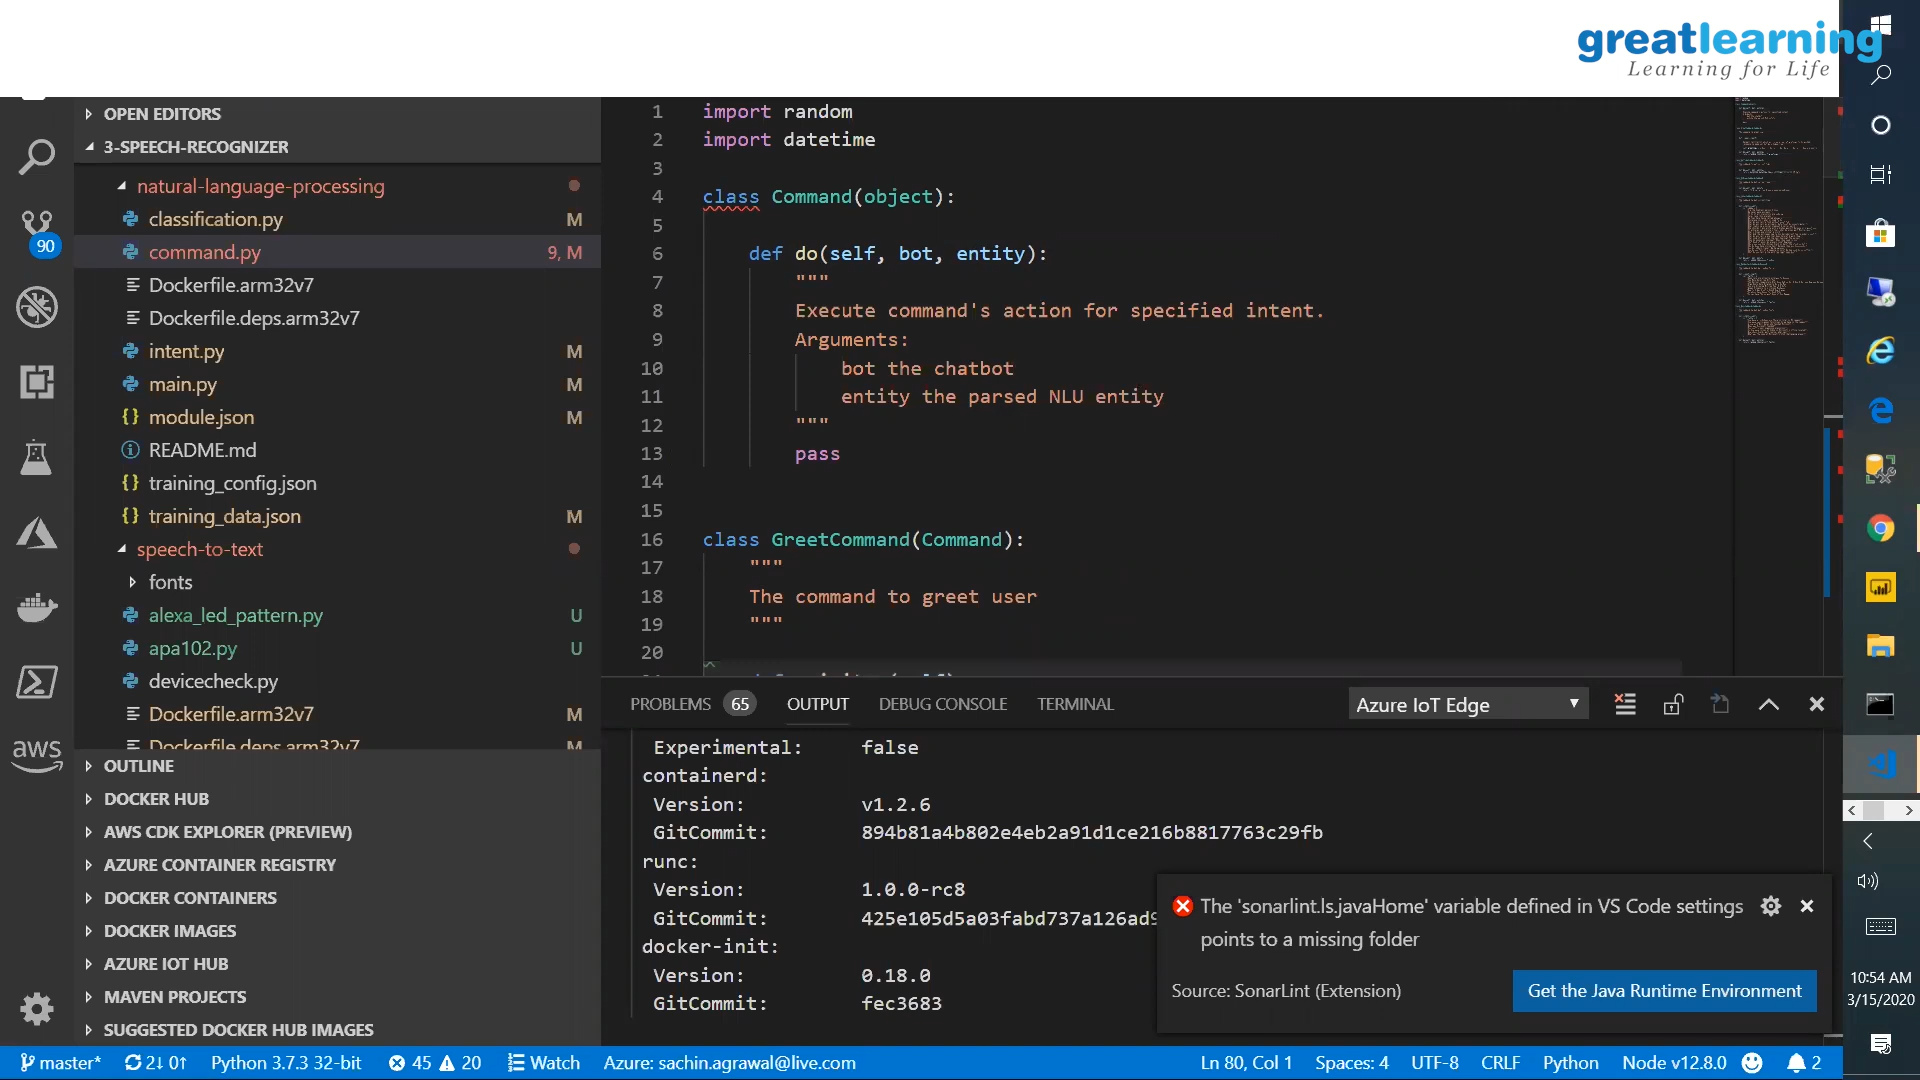 greatlearning
Learning for Life
OPEN EDITORS
3-SPEECH-RECOGNIZER
natural-language-processing
classification.py M
command.py 9, M
Dockerfile.arm32v7
Dockerfile.deps.arm32v7
intent.py M
main.py M
module.json M
README.md
training_config.json
training_data.json M
speech-to-text
fonts
alexa_led_pattern.py U
apa102.py U
devicecheck.py
Dockerfile.arm32v7 M
Dockerfile.deps.arm32v7 M
OUTLINE
DOCKER HUB
AWS CDK EXPLORER (PREVIEW)
AZURE CONTAINER REGISTRY
DOCKER CONTAINERS
DOCKER IMAGES
AZURE IOT HUB
MAVEN PROJECTS
SUGGESTED DOCKER HUB IMAGES
90
aws
1 import random
2 import datetime
3
4 class Command(object):
5
6 def do(self, bot, entity):
7 """
8 Execute command's action for specified intent.
9 Arguments:
10 bot the chatbot
11 entity the parsed NLU entity
12 """
13 pass
14
15
16 class GreetCommand(Command):
17 """
18 The command to greet user
19 """
20
PROBLEMS 65 OUTPUT DEBUG CONSOLE TERMINAL Azure IoT Edge
Experimental: false
containerd:
Version: v1.2.6
GitCommit: 894b81a4b802e4eb2a91d1ce216b8817763c29fb
runc:
Version: 1.0.0-rc8
GitCommit: 425e105d5a03fabd737a126ad9
docker-init:
Version: 0.18.0
GitCommit: fec3683
The 'sonarlint.ls.javaHome' variable defined in VS Code settings
points to a missing folder
Source: SonarLint (Extension) Get the Java Runtime Environment
10:54 AM
3/15/2020
master* 2↓ 0↑ Python 3.7.3 32-bit 45 20 Watch Azure: sachin.agrawal@live.com Ln 80, Col 1 Spaces: 4 UTF-8 CRLF Python Node v12.8.0 2